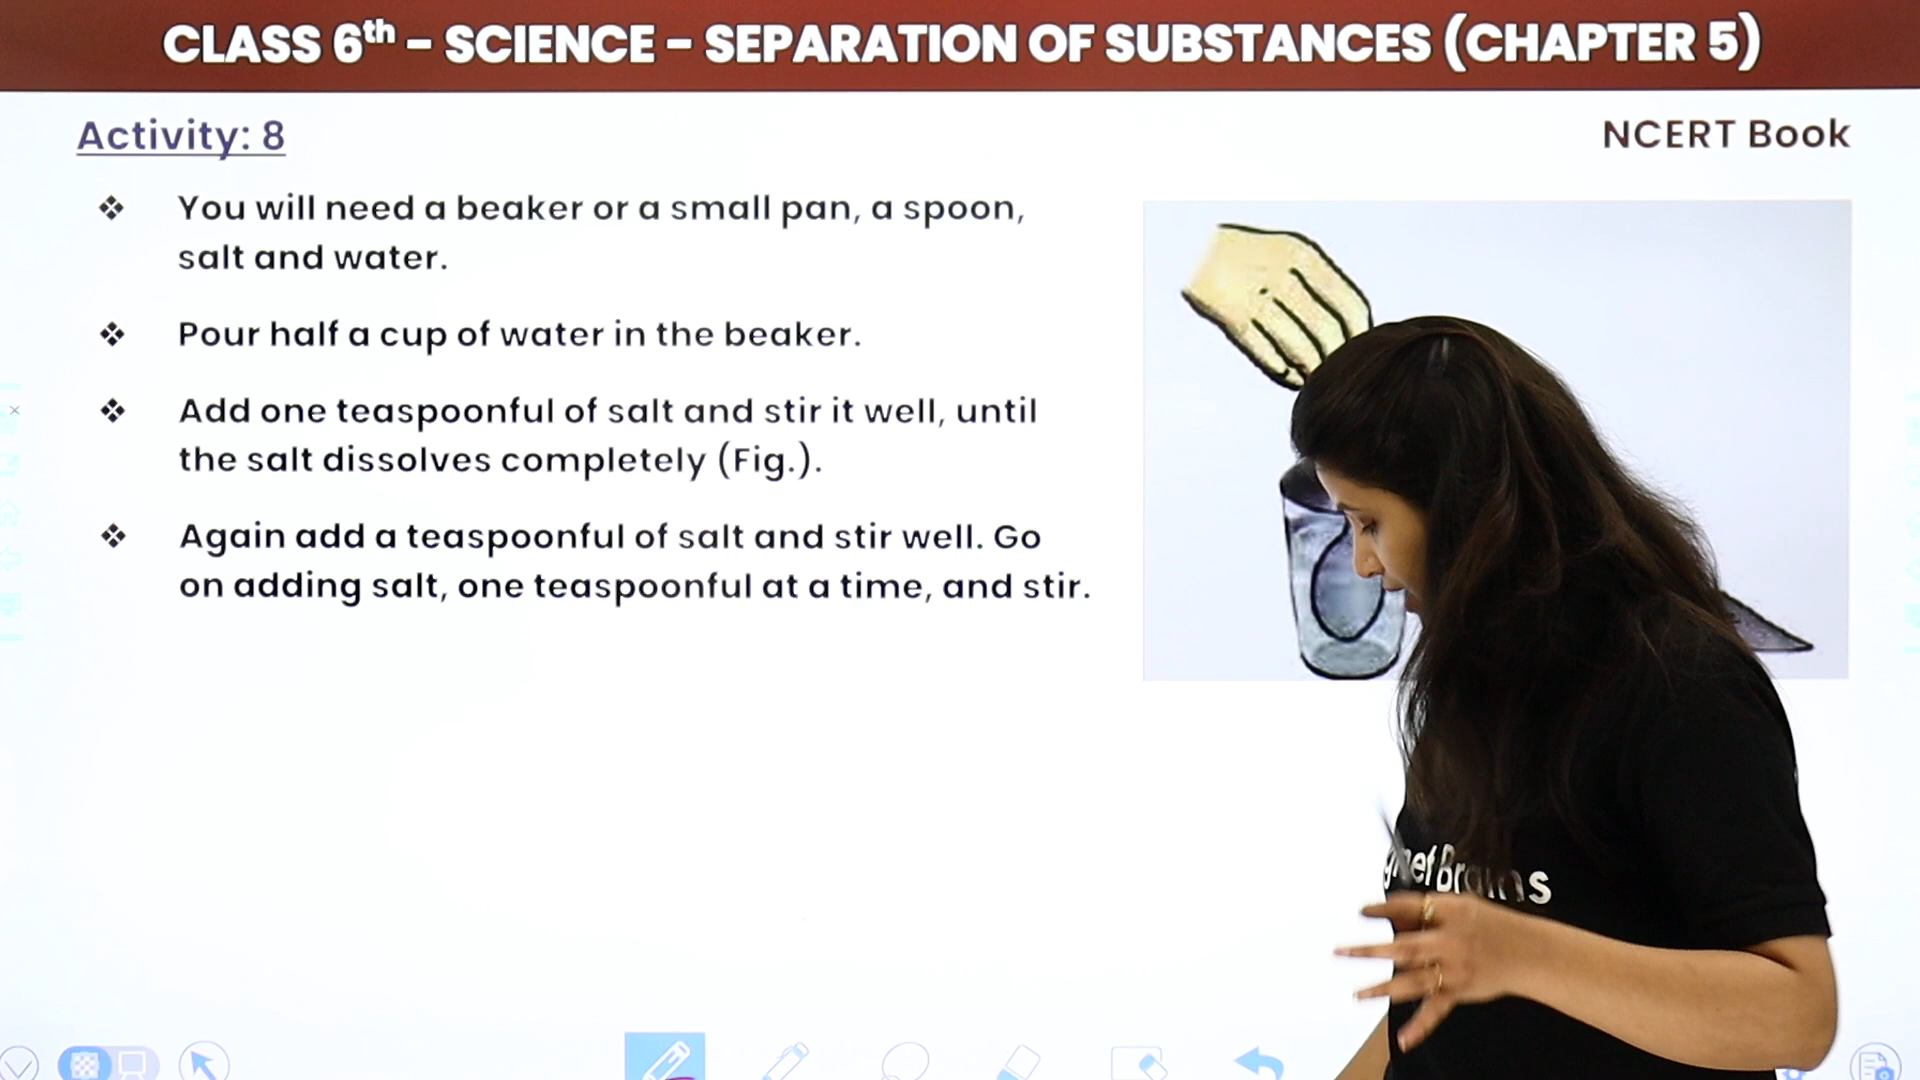 CLASS 6th – SCIENCE – SEPARATION OF SUBSTANCES (CHAPTER 5)
Activity: 8
NCERT Book
❖ You will need a beaker or a small pan, a spoon,
salt and water.
❖ Pour half a cup of water in the beaker.
❖ Add one teaspoonful of salt and stir it well, until
the salt dissolves completely (Fig.).
❖ Again add a teaspoonful of salt and stir well. Go
on adding salt, one teaspoonful at a time, and stir.